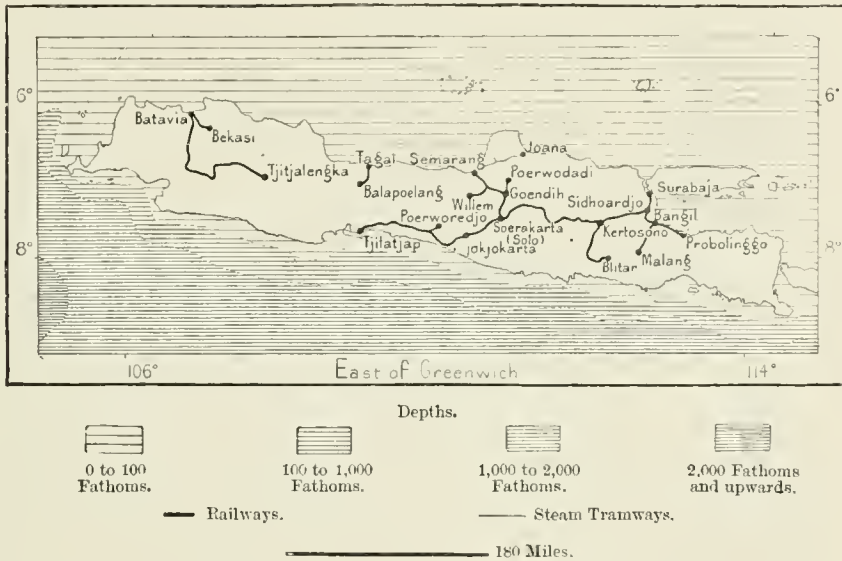 6°
6°
Batavia
Bekasi
Tjitjalengka
Tagal
Balapoelang
Semarang
Joana
Poerwodadi
Willem
Goendih
Sidhoardjo
Surabaja
Poerworedjo
Soerakarta
(Solo)
Kertosono
Bangil
Probolinggo
8°
Tjilatjap
jokjokarta
Blitar
Malang
8°
106°
East of Greenwich
114°
Depths.
0 to 100
Fathoms.
100 to 1,000
Fathoms.
1,000 to 2,000
Fathoms.
2,000 Fathoms
and upwards.
Railways.
Steam Tramways.
180 Miles.